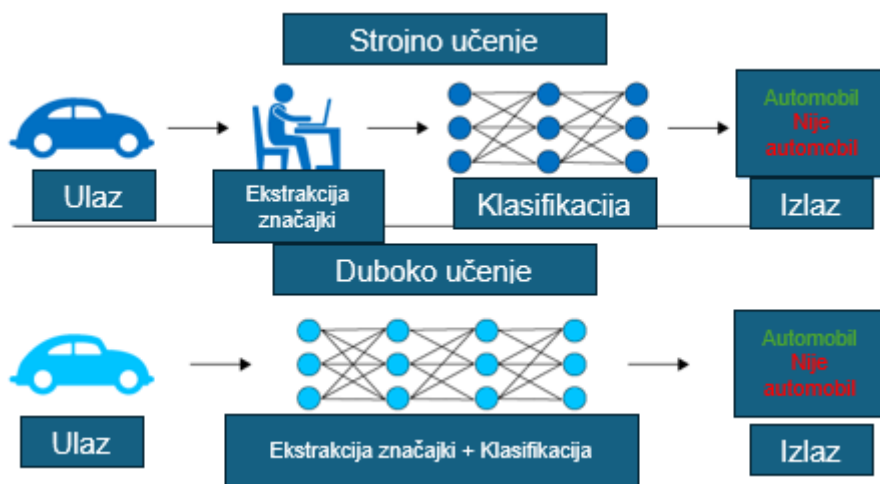 Strojno učenje
Automobil
Nije
automobil
Ulaz
Ekstrakcija
značajki
Klasifikacija
Izlaz
Duboko učenje
Automobil
Nije
automobil
Ulaz
Ekstrakcija značajki + Klasifikacija
Izlaz